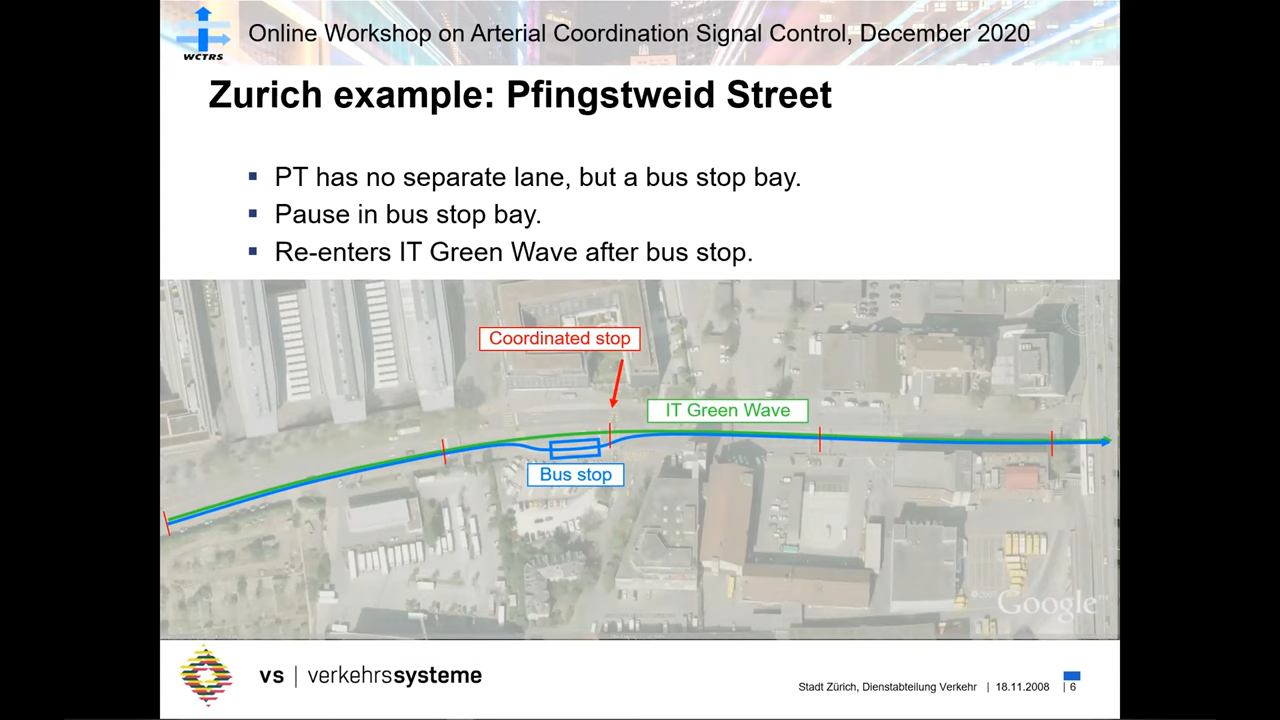 Online Workshop on Arterial Coordination Signal Control, December 2020
WCTRS
Zurich example: Pfingstweid Street
PT has no separate lane, but a bus stop bay.
Pause in bus stop bay.
Re-enters IT Green Wave after bus stop.
Coordinated stop
IT Green Wave
Bus stop
Google
vs | verkehrssysteme
Stadt Zürich, Dienstabteilung Verkehr | 18.11.2008 | 6